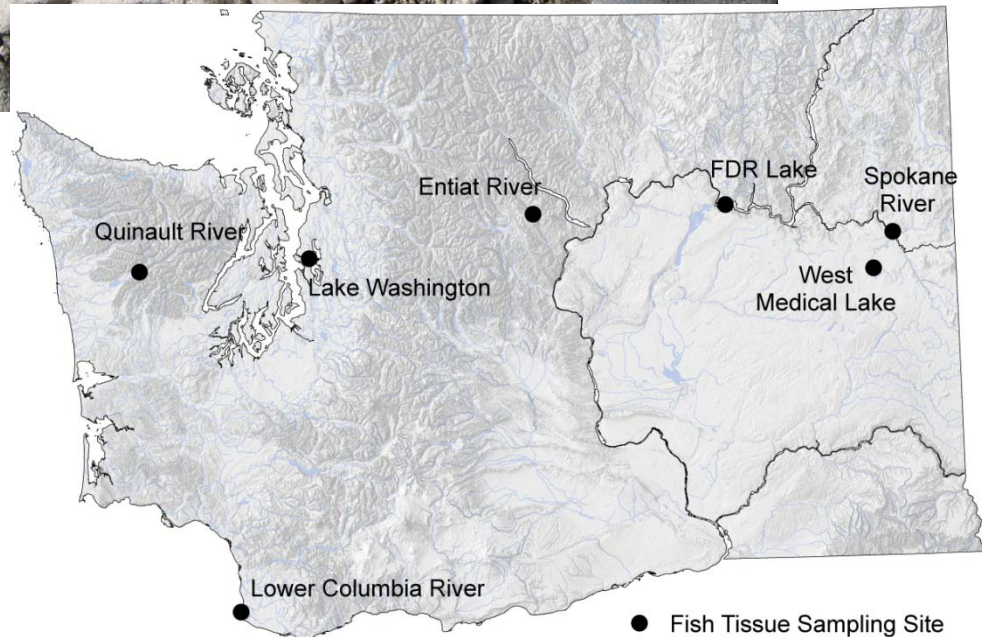 FDR Lake
Spokane
River
Entiat River
Quinault River
West
Medical Lake
Lake Washington
Lower Columbia River
Fish Tissue Sampling Site